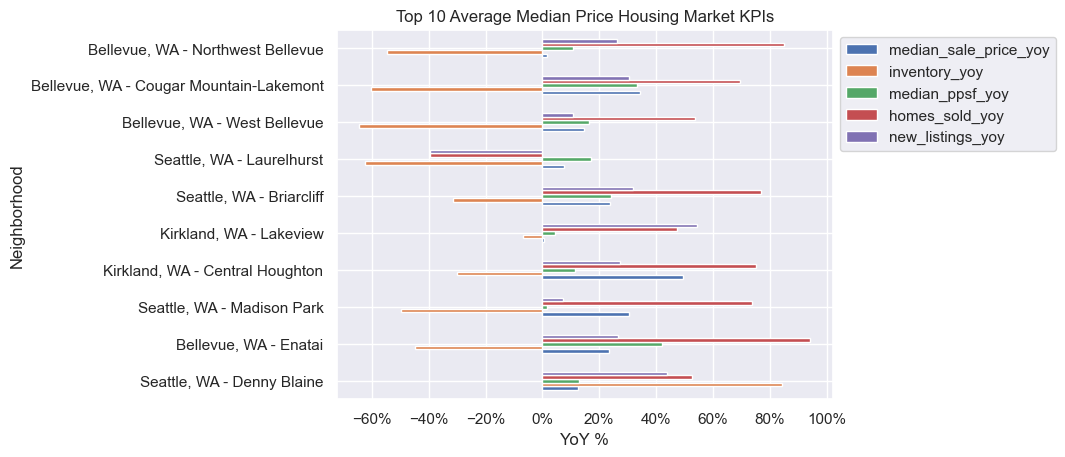 Top 10 Average Median Price Housing Market KPIs
Neighborhood
Bellevue, WA - Northwest Bellevue
Bellevue, WA - Cougar Mountain-Lakemont
Bellevue, WA - West Bellevue
Seattle, WA - Laurelhurst
Seattle, WA - Briarcliff
Kirkland, WA - Lakeview
Kirkland, WA - Central Houghton
Seattle, WA - Madison Park
Bellevue, WA - Enatai
Seattle, WA - Denny Blaine
−60% −40% −20% 0% 20% 40% 60% 80% 100%
YoY %
median_sale_price_yoy
inventory_yoy
median_ppsf_yoy
homes_sold_yoy
new_listings_yoy